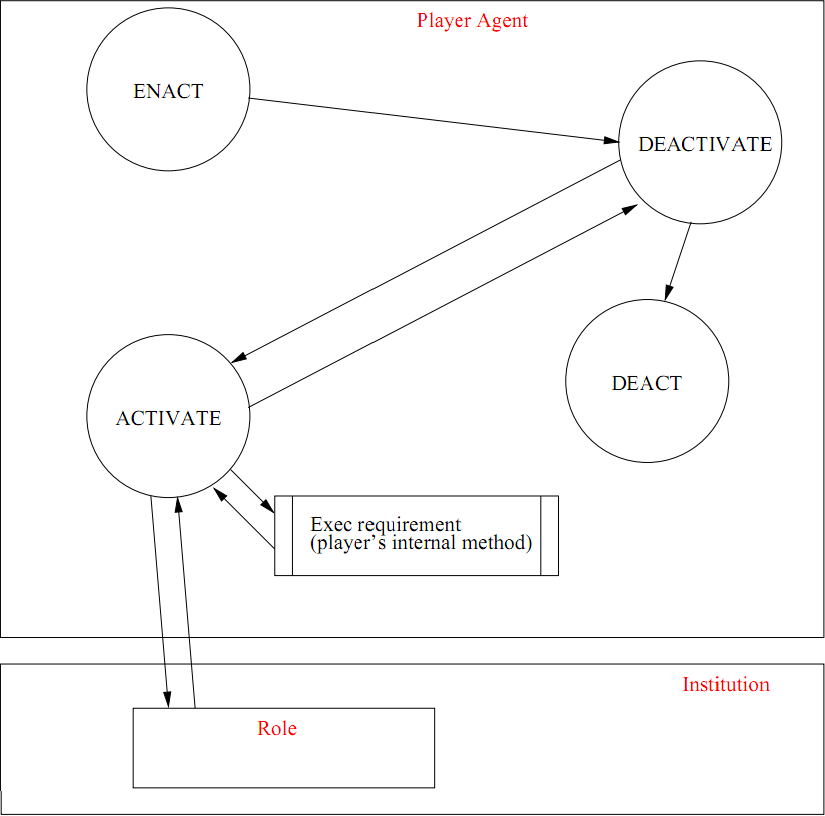 Player Agent
ENACT
DEACTIVATE
DEACT
ACTIVATE
Exec requirement
(player's internal method)
Institution
Role